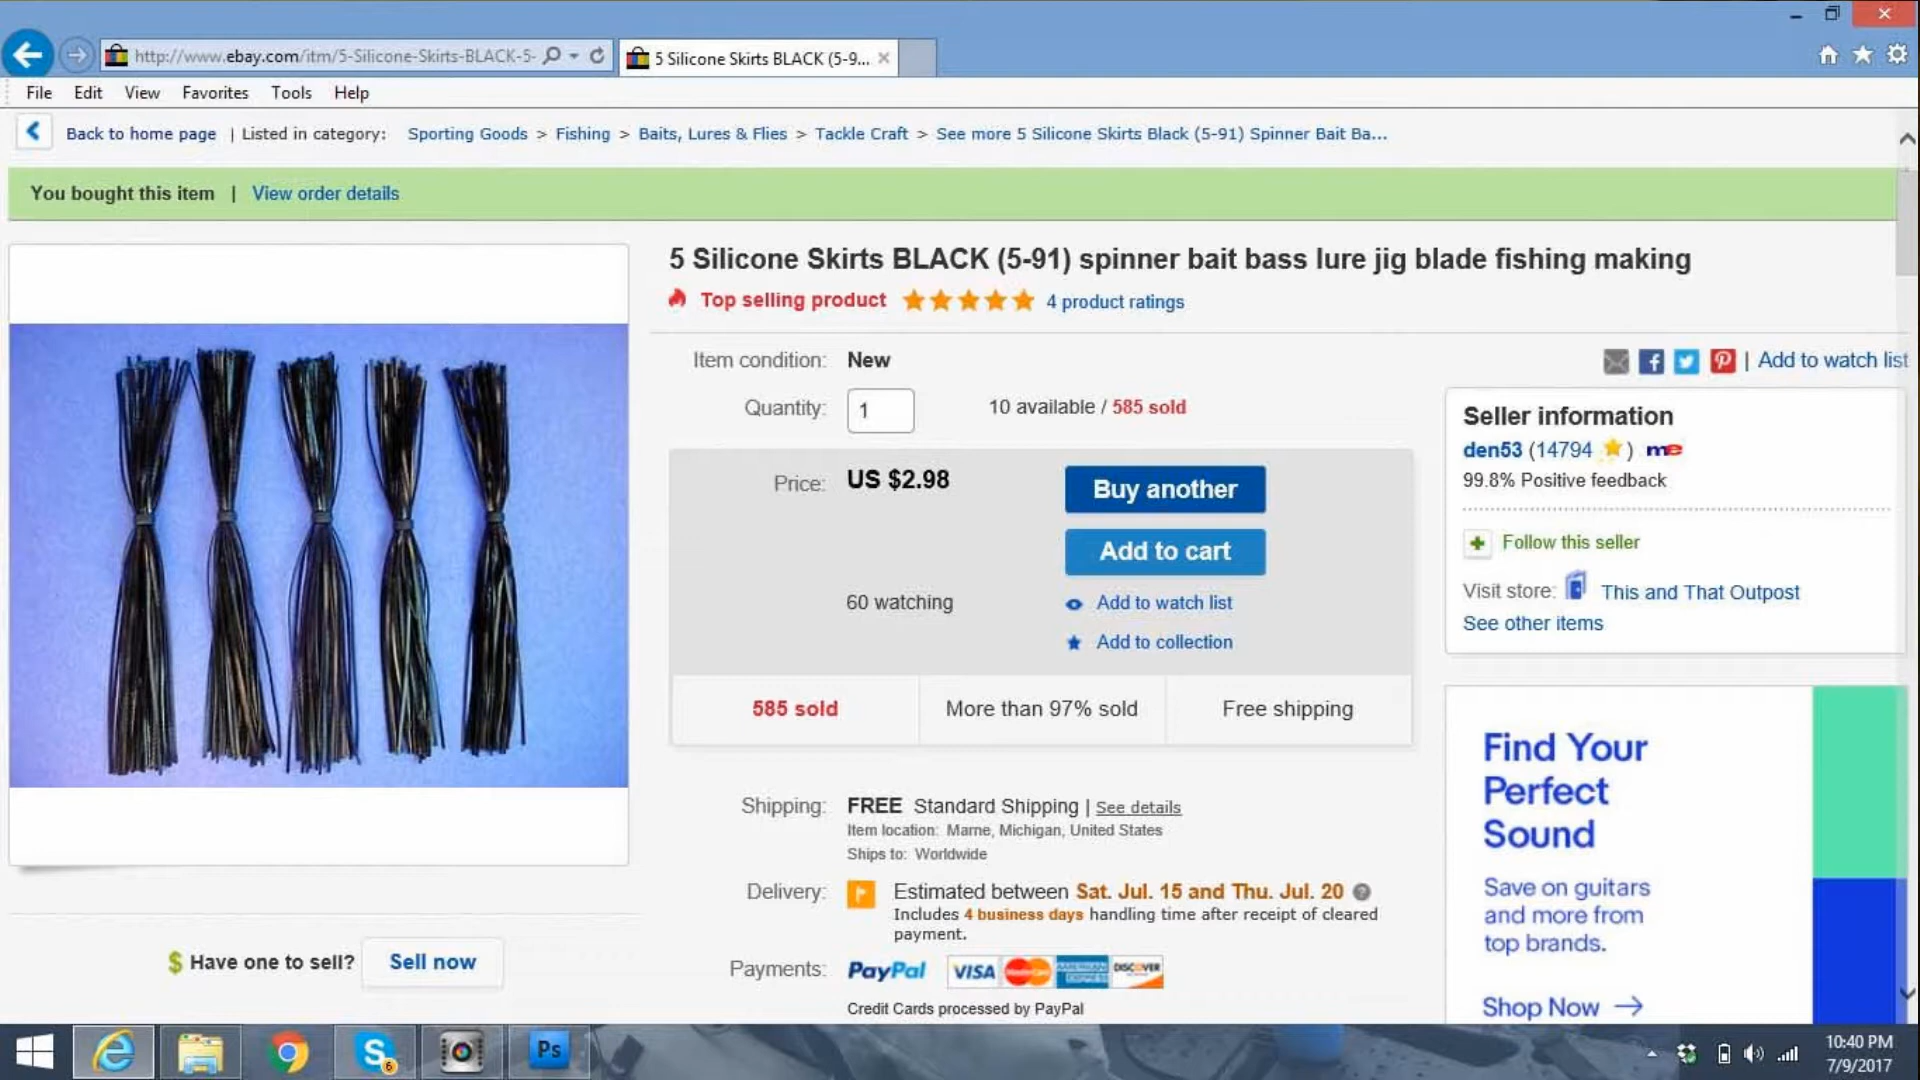 http://www.ebay.com/itm/5-Silicone-Skirts-BLACK-5-
5 Silicone Skirts BLACK (5-9...
File Edit View Favorites Tools Help
Back to home page | Listed in category: Sporting Goods > Fishing > Baits, Lures & Flies > Tackle Craft > See more 5 Silicone Skirts Black (5-91) Spinner Bait Ba...
You bought this item | View order details
5 Silicone Skirts BLACK (5-91) spinner bait bass lure jig blade fishing making
Top selling product 4 product ratings
Item condition: New
| Add to watch list
Quantity: 1 10 available / 585 sold
Price: US $2.98
Buy another
Add to cart
60 watching
Add to watch list
Add to collection
585 sold More than 97% sold Free shipping
Seller information
den53 (14794 ) me
99.8% Positive feedback
Follow this seller
Visit store: This and That Outpost
See other items
Shipping: FREE Standard Shipping | See details
Item location: Marne, Michigan, United States
Ships to: Worldwide
Delivery: Estimated between Sat. Jul. 15 and Thu. Jul. 20
Includes 4 business days handling time after receipt of cleared
payment.
Payments: PayPal VISA MasterCard AMERICAN EXPRESS DISCOVER
Credit Cards processed by PayPal
Find Your
Perfect
Sound
Save on guitars
and more from
top brands.
Shop Now
$ Have one to sell? Sell now
S 6 Ps
10:40 PM
7/9/2017